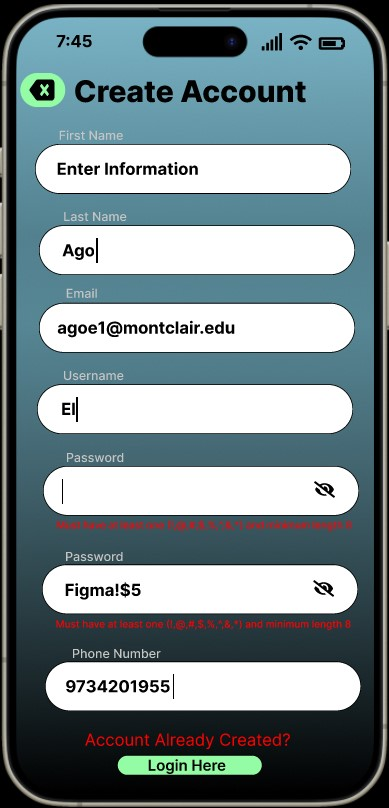 7:45
Create Account
First Name
Enter Information
Last Name
Ago
Email
agoe1@montclair.edu
Username
El
Password
Must have at least one (!,@,#,$,%,^,&,*) and minimum length 8
Password
Figma!$5
Must have at least one (!,@,#,$,%,^,&,*) and minimum length 8
Phone Number
9734201955
Account Already Created?
Login Here